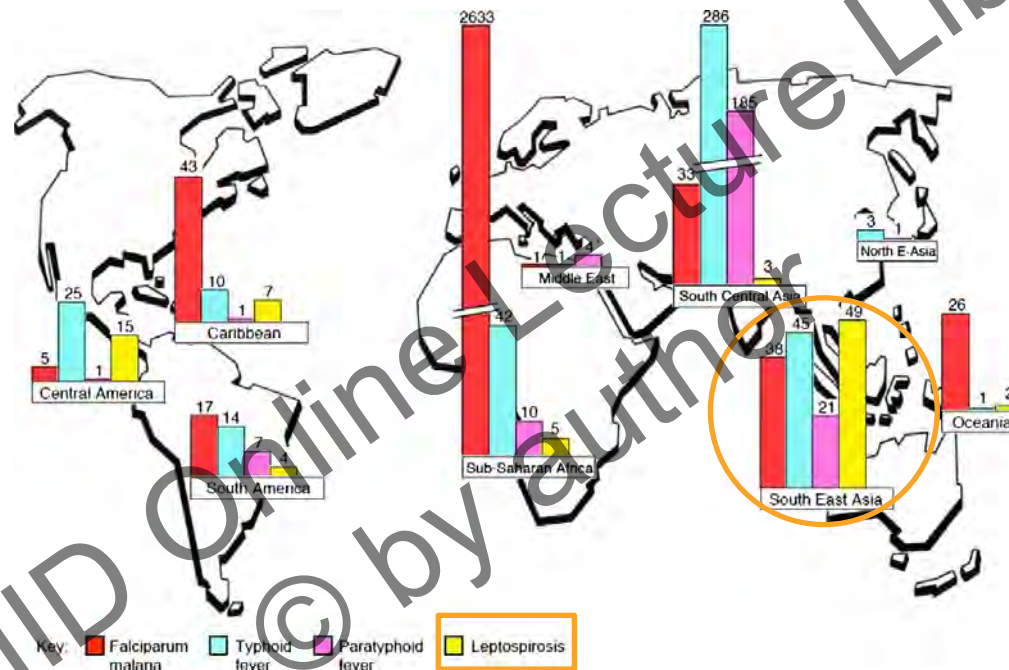 2633
286
185
43
33
3
1
North E-Asia
1
1
Middle East
3
South Central Asia
10
1
7
Caribbean
25
5
1
15
Central America
42
10
5
Sub-Saharan Africa
38
45
21
49
South East Asia
26
1
Oceania
17
14
7
4
South America
Online Lecture
© by author
Key:
Falciparum
malaria
Typhoid
fever
Paratyphoid
fever
Leptospirosis